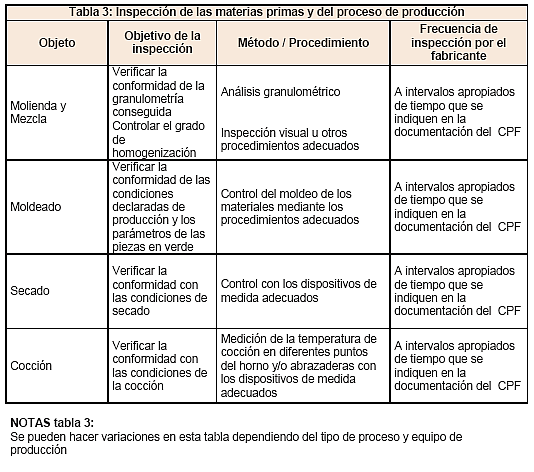 Tabla 3: Inspección de las materias primas y del proceso de producción
Objeto
Objetivo de la
inspección
Método / Procedimiento
Frecuencia de
inspección por el
fabricante
Molienda y
Mezcla
Verificar la
conformidad de la
granulometría
conseguida
Controlar el grado
de
homogenización
Análisis granulométrico
Inspección visual u otros
procedimientos adecuados
A intervalos apropiados
de tiempo que se
indiquen en la
documentación del CPF
Moldeado
Verificar la
conformidad de las
condiciones
declaradas de
producción y los
parámetros de las
piezas en verde
Control del moldeo de los
materiales mediante los
procedimientos adecuados
A intervalos apropiados
de tiempo que se
indiquen en la
documentación del CPF
Secado
Verificar la
conformidad con
las condiciones de
secado
Control con los dispositivos de
medida adecuados
A intervalos apropiados
de tiempo que se
indiquen en la
documentación del CPF
Cocción
Verificar la
conformidad con
las condiciones de
la cocción
Medición de la temperatura de
cocción en diferentes puntos
del horno y/o abrazaderas con
los dispositivos de medida
adecuados
A intervalos apropiados
de tiempo que se
indiquen en la
documentación del CPF
NOTAS tabla 3:
Se pueden hacer variaciones en esta tabla dependiendo del tipo de proceso y equipo de
producción